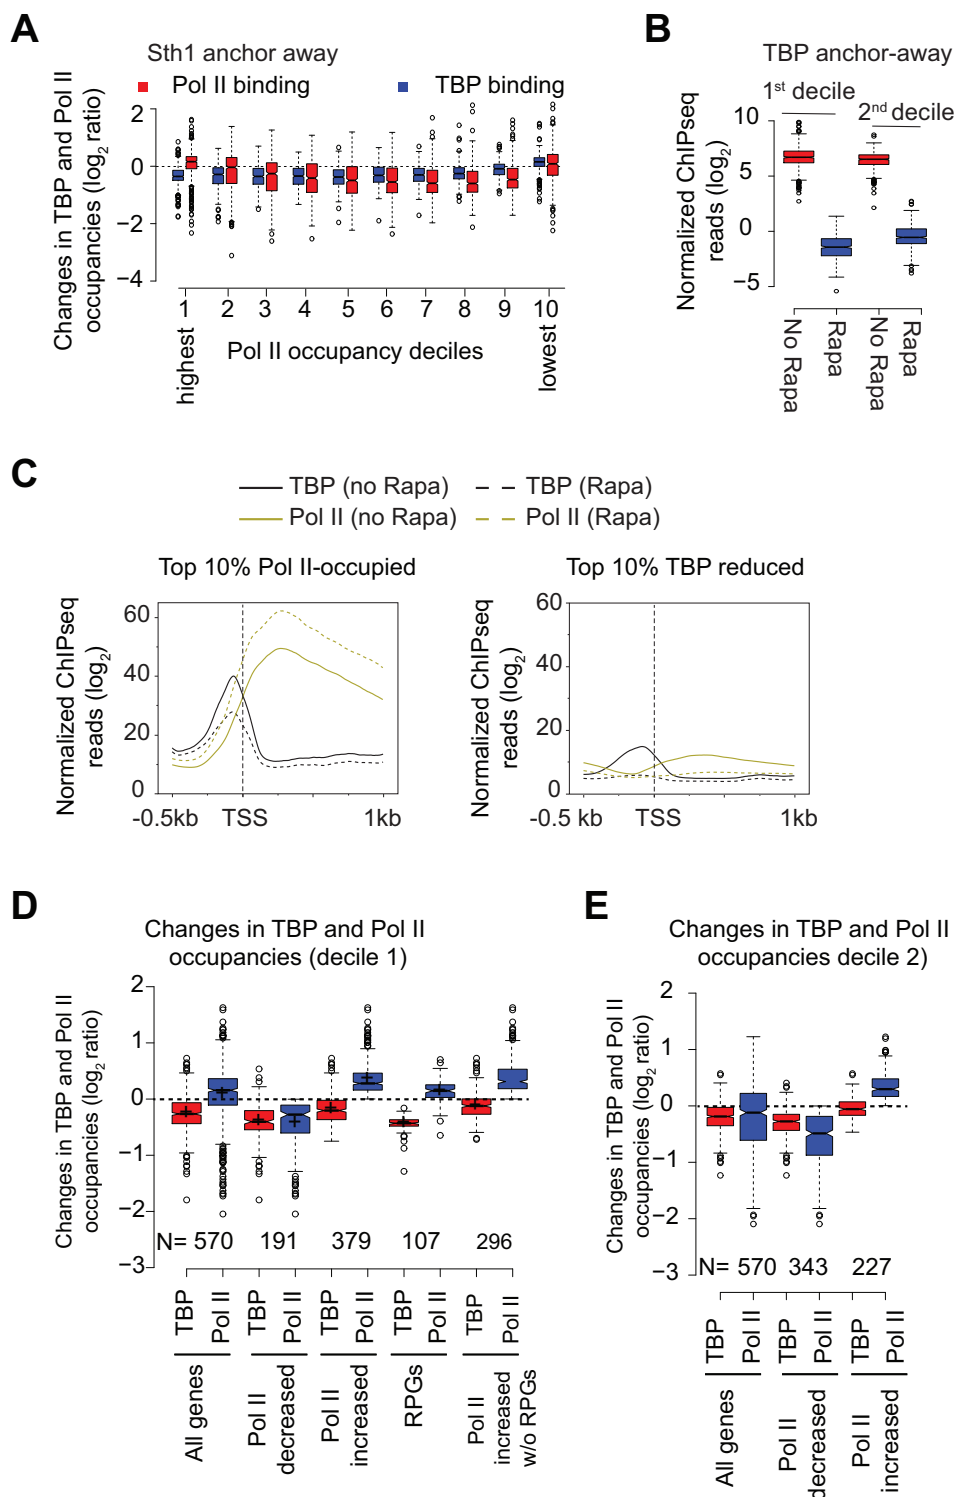 A
Sth1 anchor away
Pol II binding
TBP binding
Changes in TBP and Pol II
occupancies (log2 ratio)
2
0
−2
−4
1 2 3 4 5 6 7 8 9 10
highest
lowest
Pol II occupancy deciles
B
TBP anchor-away
1st decile
2nd decile
Normalized ChIPseq
reads (log2)
10
5
0
−5
No Rapa
Rapa
No Rapa
Rapa
C
TBP (no Rapa)
TBP (Rapa)
Pol II (no Rapa)
Pol II (Rapa)
Top 10% Pol II-occupied
Normalized ChIPseq
reads (log2)
60
40
20
0
-0.5kb TSS 1kb
Top 10% TBP reduced
Normalized ChIPseq
reads (log2)
60
40
20
0
-0.5 kb TSS 1kb
D
Changes in TBP and Pol II
occupancies (decile 1)
Changes in TBP and Pol II
occupancies (log2 ratio)
2
1
0
−1
−2
−3
N= 570 191 379 107 296
TBP
Pol II
TBP
Pol II
TBP
Pol II
TBP
Pol II
TBP
Pol II
All genes
Pol II
decreased
Pol II
increased
RPGs
Pol II
increased
w/o RPGs
E
Changes in TBP and Pol II
occupancies decile 2)
Changes in TBP and Pol II
occupancies (log2 ratio)
2
1
0
−1
−2
−3
N= 570 343 227
TBP
Pol II
TBP
Pol II
TBP
Pol II
All genes
Pol II
decreased
Pol II
increased